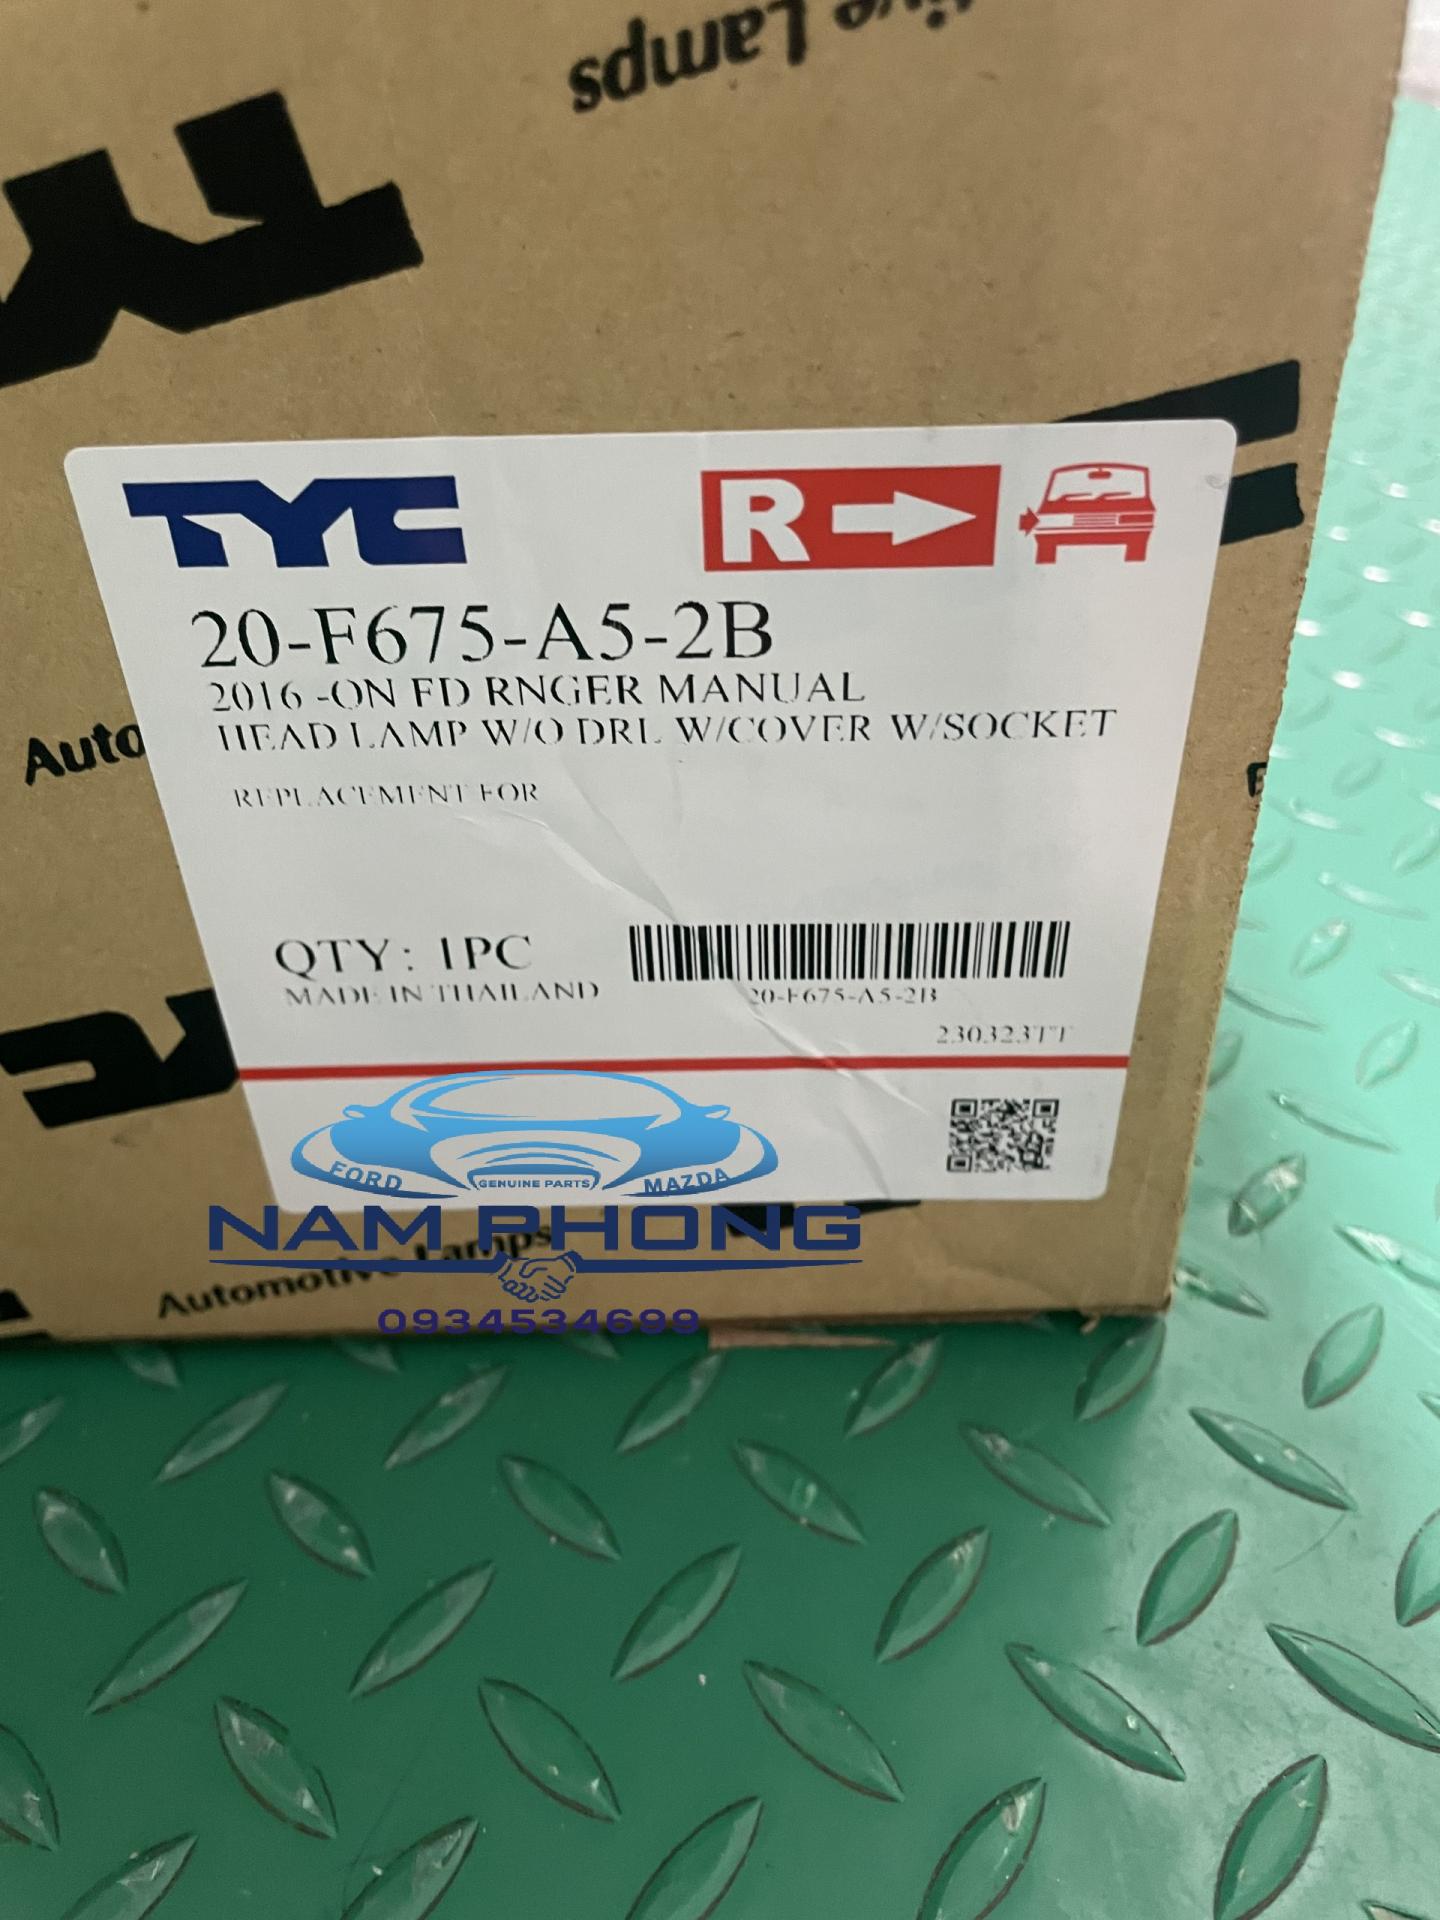 tive Lamps
TYC
R
20-F675-A5-2B
2016 -ON FD RNGER MANUAL
HEAD LAMP W/O DRL W/COVER W/SOCKET
Auto
REPLACEMENT FOR
QTY: 1PC
MADE IN THAILAND
20-F675-A5-2B
230323TT
FORD
GENUINE PARTS
MAZDA
NAM PHONG
Automotive Lamps
0934534699